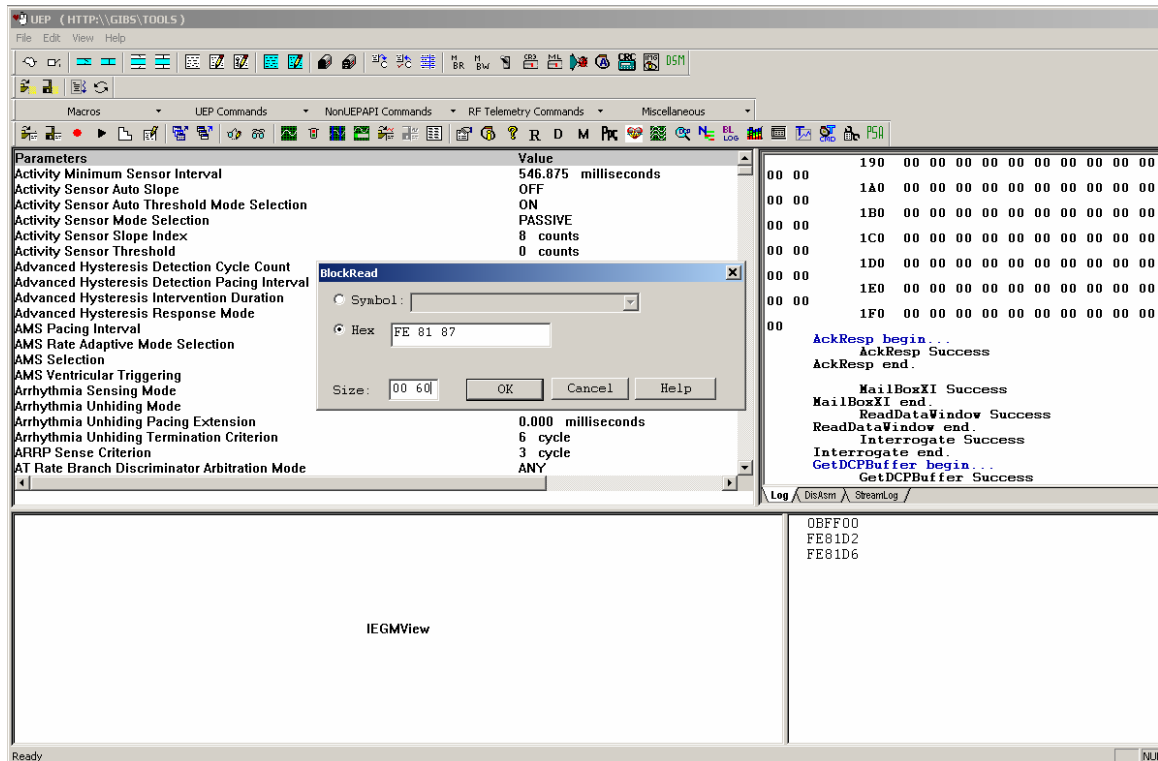 UEP (HTTP:\\GIBS\TOOLS)
File Edit View Help
BR BW CRC DSM
Macros UEP Commands NonUEPAPI Commands RF Telemetry Commands Miscellaneous
R D M BL LOG CMD PSA
Parameters Value
Activity Minimum Sensor Interval 546.875 milliseconds
Activity Sensor Auto Slope OFF
Activity Sensor Auto Threshold Mode Selection ON
Activity Sensor Mode Selection PASSIVE
Activity Sensor Slope Index 8 counts
Activity Sensor Threshold 0 counts
Advanced Hysteresis Detection Cycle Count
Advanced Hysteresis Detection Pacing Interval
Advanced Hysteresis Intervention Duration
Advanced Hysteresis Response Mode
AMS Pacing Interval
AMS Rate Adaptive Mode Selection
AMS Selection
AMS Ventricular Triggering
Arrhythmia Sensing Mode
Arrhythmia Unhiding Mode
Arrhythmia Unhiding Pacing Extension 0.000 milliseconds
Arrhythmia Unhiding Termination Criterion 6 cycle
ARRP Sense Criterion 3 cycle
AT Rate Branch Discriminator Arbitration Mode ANY
BlockRead
Symbol:
Hex FE 81 87
Size: 00 60 OK Cancel Help
190 00 00 00 00 00 00 00 00 00 00
00 00
1A0 00 00 00 00 00 00 00 00 00 00
00 00
1B0 00 00 00 00 00 00 00 00 00 00
00 00
1C0 00 00 00 00 00 00 00 00 00 00
00 00
1D0 00 00 00 00 00 00 00 00 00 00
00 00
1E0 00 00 00 00 00 00 00 00 00 00
00 00
1F0 00 00 00 00 00 00 00 00 00 00
00
AckResp begin...
AckResp Success
AckResp end.
MailBoxXI Success
MailBoxXI end.
ReadDataWindow Success
ReadDataWindow end.
Interrogate Success
Interrogate end.
GetDCPBuffer begin...
GetDCPBuffer Success
Log DisAsm StreamLog
IEGMView
0BFF00
FE81D2
FE81D6
Ready